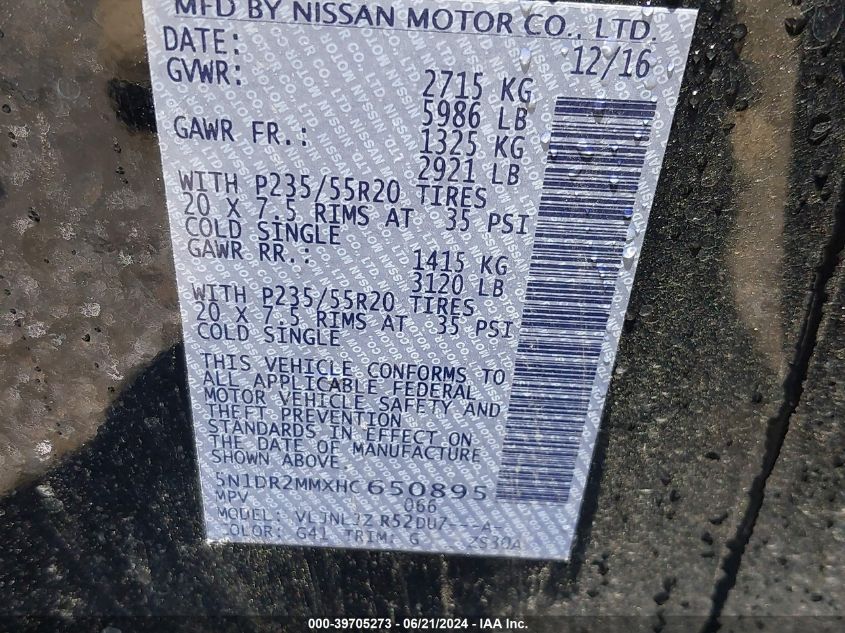 MFD BY NISSAN MOTOR CO., LTD.
DATE: 12/16
GVWR: 2715 KG
5986 LB
GAWR FR.: 1325 KG
2921 LB
WITH P235/55R20 TIRES
20 X 7.5 RIMS AT 35 PSI
COLD SINGLE
GAWR RR.: 1415 KG
3120 LB
WITH P235/55R20 TIRES
20 X 7.5 RIMS AT 35 PSI
COLD SINGLE
THIS VEHICLE CONFORMS TO
ALL APPLICABLE FEDERAL
MOTOR VEHICLE SAFETY AND
THEFT PREVENTION
STANDARDS IN EFFECT ON
THE DATE OF MANUFACTURE
SHOWN ABOVE.
5N1DR2MMXHC650895
MPV 066
MODEL: VLJNLJZ R52DUZ---A-
COLOR: G41 TRIM: G ZS30A
000-39705273 - 06/21/2024 - IAA Inc.